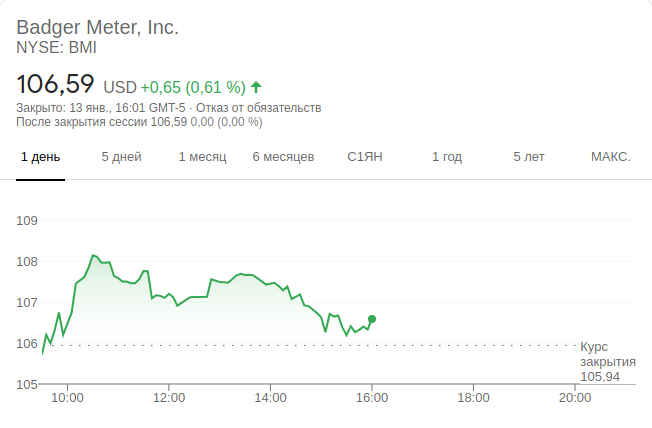 Badger Meter, Inc.
NYSE: BMI
106,59 USD +0,65 (0,61 %)
Закрыто: 13 янв., 16:01 GMT-5 · Отказ от обязательств
После закрытия сессии 106,59 0,00 (0,00 %)
1 день 5 дней 1 месяц 6 месяцев С1ЯН 1 год 5 лет МАКС.
109
108
107
106
105
Курс
закрытия
105,94
10:00 12:00 14:00 16:00 18:00 20:00